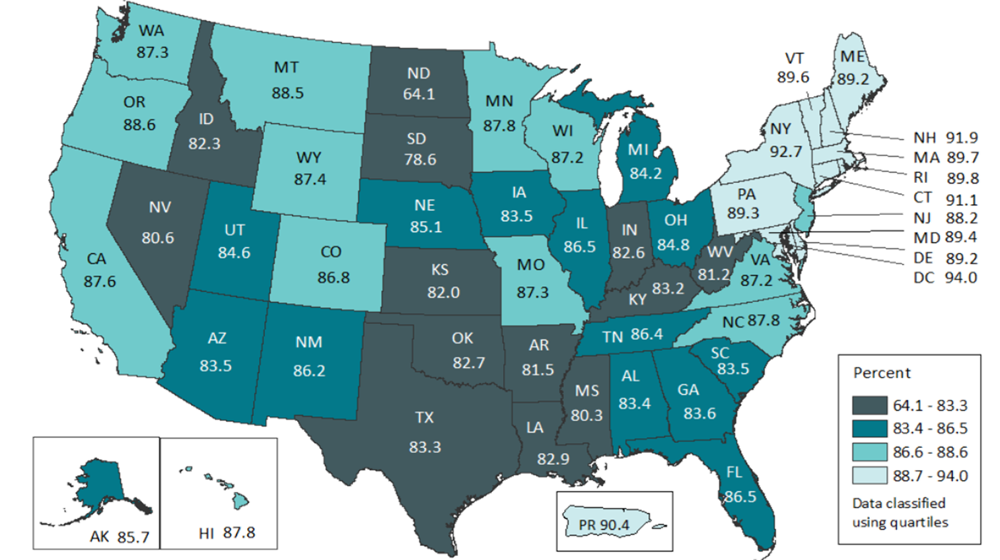 WA
87.3
OR
88.6
CA
87.6
ID
82.3
NV
80.6
MT
88.5
WY
87.4
UT
84.6
CO
86.8
AZ
83.5
NM
86.2
ND
64.1
SD
78.6
NE
85.1
KS
82.0
OK
82.7
TX
83.3
MN
87.8
IA
83.5
MO
87.3
AR
81.5
LA
82.9
WI
87.2
IL
86.5
MI
84.2
IN
82.6
OH
84.8
KY
83.2
TN 86.4
MS
80.3
AL
83.4
GA
83.6
FL
86.5
SC
83.5
NC 87.8
VA
87.2
WV
81.2
PA
89.3
NY
92.7
VT
89.6
ME
89.2
NH 91.9
MA 89.7
RI 89.8
CT 91.1
NJ 88.2
MD 89.4
DE 89.2
DC 94.0
AK 85.7
HI 87.8
PR 90.4
Percent
64.1 - 83.3
83.4 - 86.5
86.6 - 88.6
88.7 - 94.0
Data classified
using quartiles